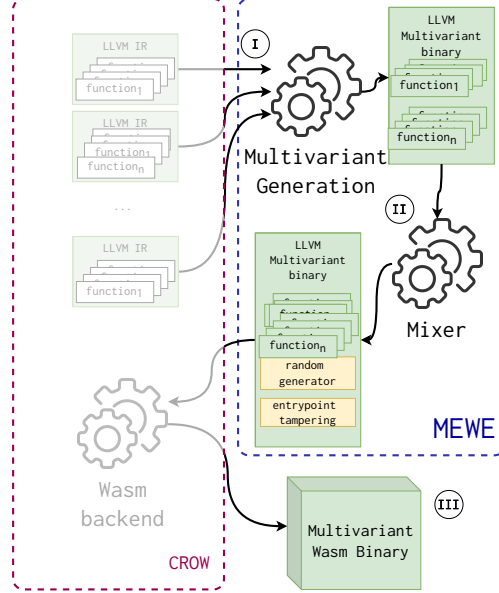 LLVM IR
function1
LLVM IR
function1
functionn
...
LLVM IR
function1
I
Multivariant
Generation
LLVM
Multivariant
binary
function1
functionn
II
Mixer
LLVM
Multivariant
binary
functionn
random
generator
entrypoint
tampering
MEWE
Wasm
backend
CROW
III
Multivariant
Wasm Binary